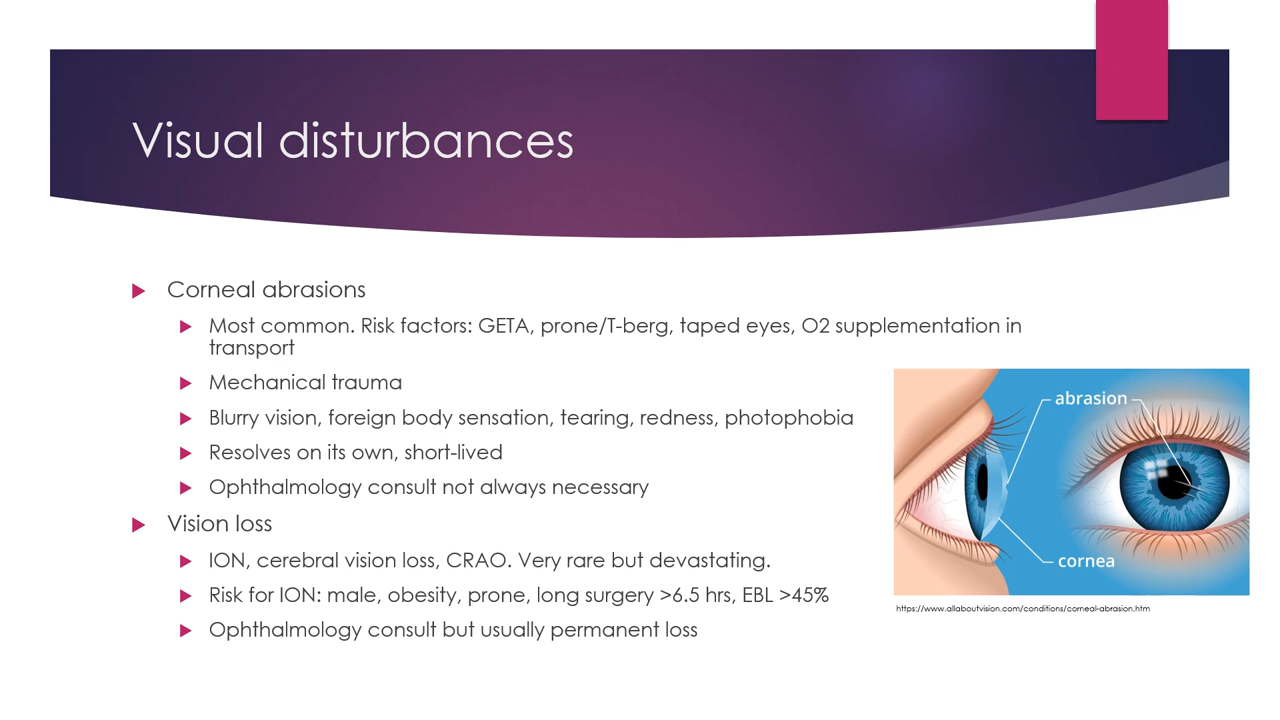 Visual disturbances
Corneal abrasions
Most common. Risk factors: GETA, prone/T-berg, taped eyes, O2 supplementation in
transport
Mechanical trauma
Blurry vision, foreign body sensation, tearing, redness, photophobia
Resolves on its own, short-lived
Ophthalmology consult not always necessary
Vision loss
ION, cerebral vision loss, CRAO. Very rare but devastating.
Risk for ION: male, obesity, prone, long surgery >6.5 hrs, EBL >45%
Ophthalmology consult but usually permanent loss
abrasion
cornea
https://www.allaboutvision.com/conditions/corneal-abrasion.htm